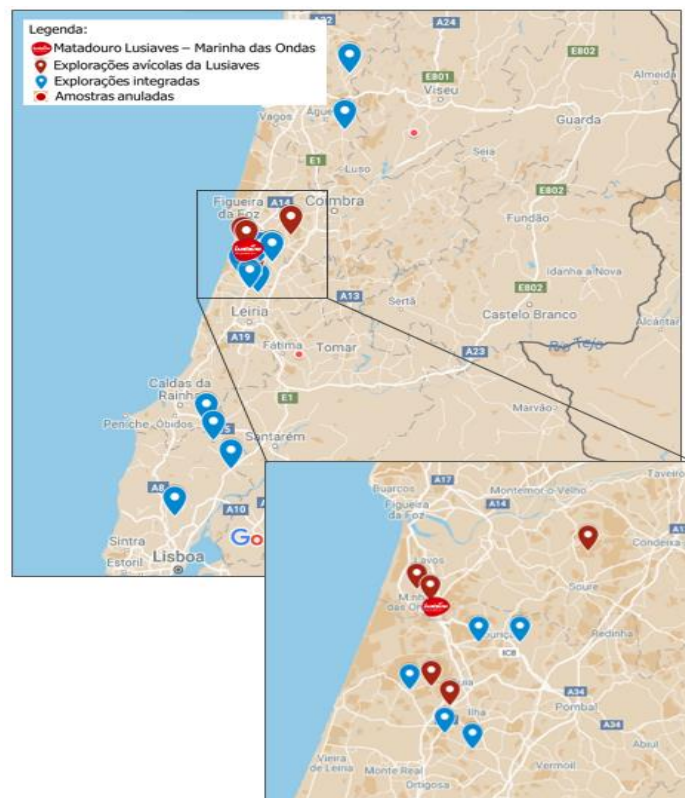 Legenda:
Matadouro Lusiaves – Marinha das Ondas
Explorações avícolas da Lusiaves
Explorações integradas
Amostras anuladas
A24
E802
E801
Viseu
Almeida
Vagos
Guarda
Seia
Luso
E1
E802
Figueira
da Foz
A14
Coimbra
Fundão
Idanha a Nova
E802
A13
Sertã
Castelo Branco
Leiria
Alcántar
A19
Fátima
Tomar
Rio Tejo
A23
Caldas da
Rainha
E1
Marvão
Peniche
Óbidos
Santarém
A8
A10
Sintra
Estoril
Lisboa
Buarcos
A17
Montemor-o-Velho
Taveiro
Figueira
da Foz
A14
Condeixa
Lavos
Soure
das
Redinha
IC8
A34
Ilha
Pombal
A34
Abiul
Vieira
de Leiria
Monte Real
Vermoil
Ortigosa